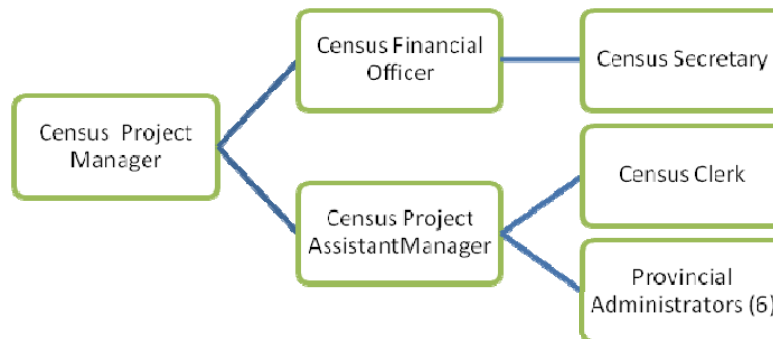 Census Financial
Officer
Census Secretary
Census Project
Manager
Census Clerk
Census Project
AssistantManager
Provincial
Administrators (6)